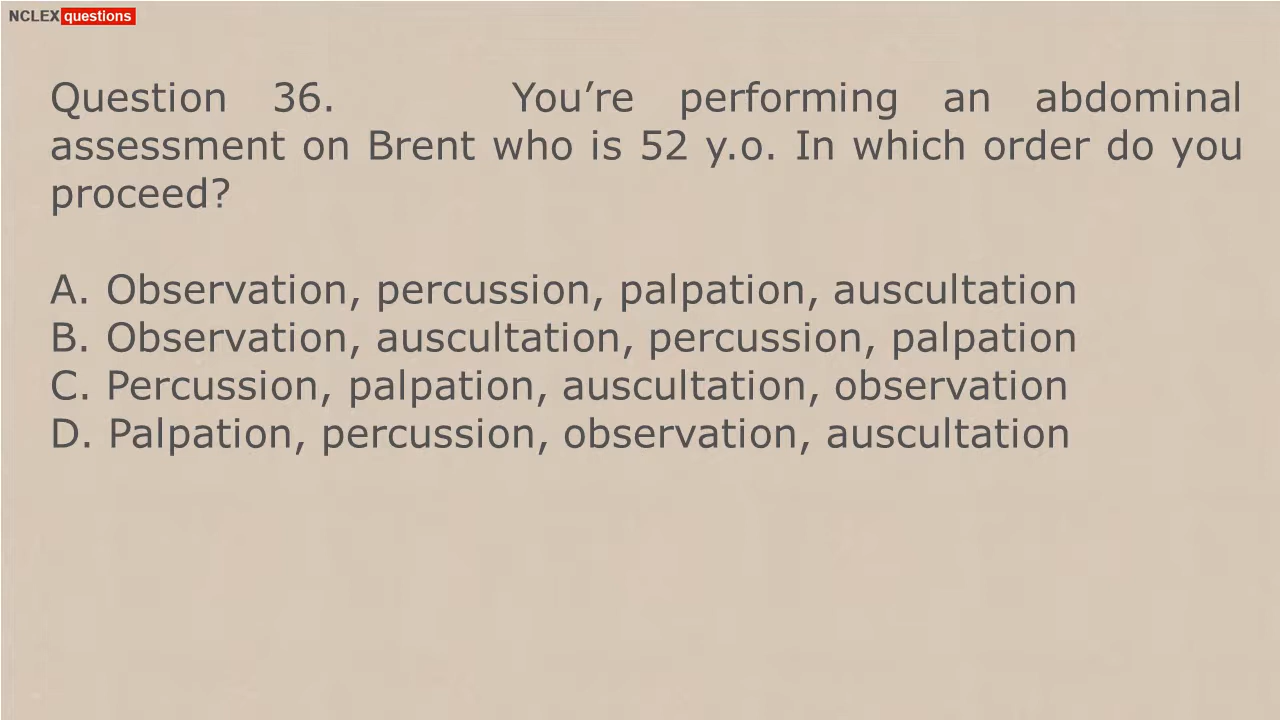 NCLEX questions
Question 36. You’re performing an abdominal
assessment on Brent who is 52 y.o. In which order do you
proceed?
A. Observation, percussion, palpation, auscultation
B. Observation, auscultation, percussion, palpation
C. Percussion, palpation, auscultation, observation
D. Palpation, percussion, observation, auscultation